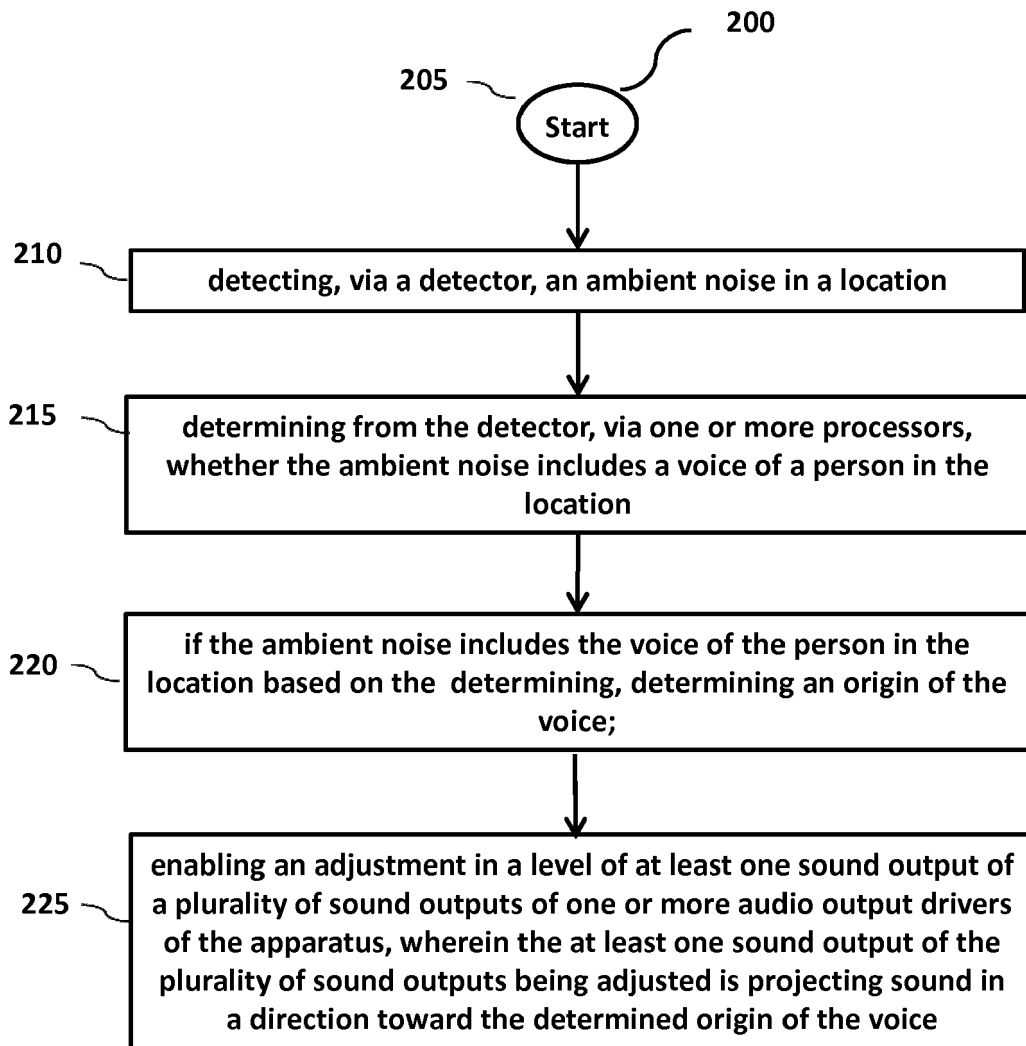 200
205
Start
210
detecting, via a detector, an ambient noise in a location
215
determining from the detector, via one or more processors,
whether the ambient noise includes a voice of a person in the
location
220
if the ambient noise includes the voice of the person in the
location based on the determining, determining an origin of the
voice;
225
enabling an adjustment in a level of at least one sound output of
a plurality of sound outputs of one or more audio output drivers
of the apparatus, wherein the at least one sound output of the
plurality of sound outputs being adjusted is projecting sound in
a direction toward the determined origin of the voice